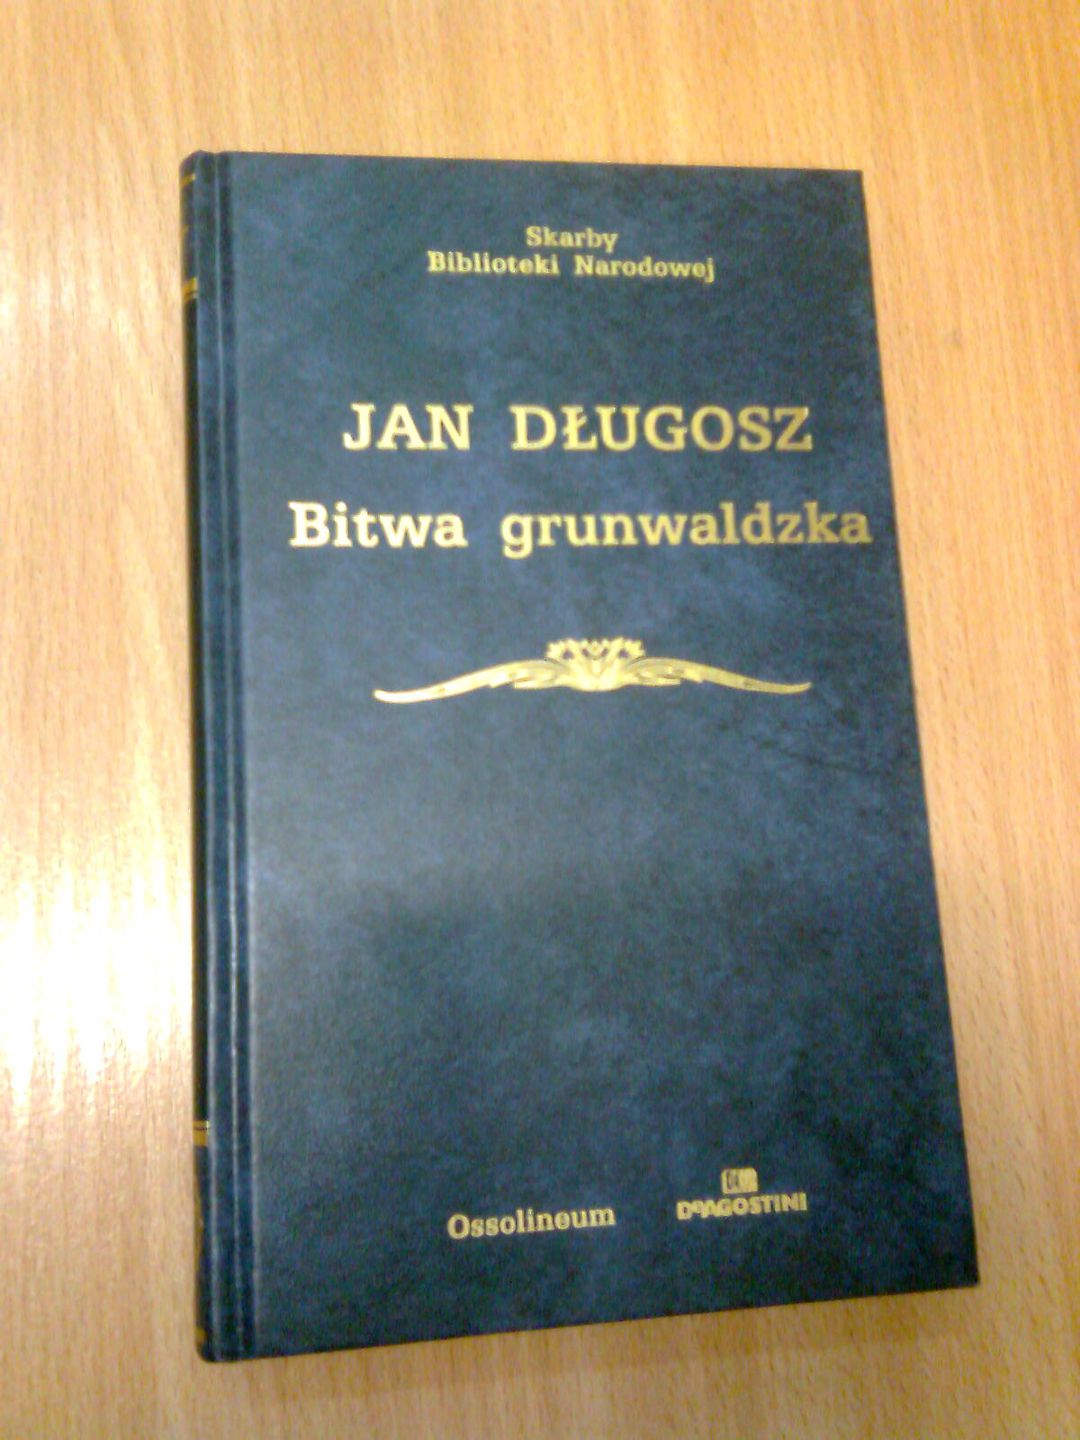 Skarby
Biblioteki Narodowej
JAN DŁUGOSZ
Bitwa grunwaldzka
Ossolineum
DeAGOSTINI